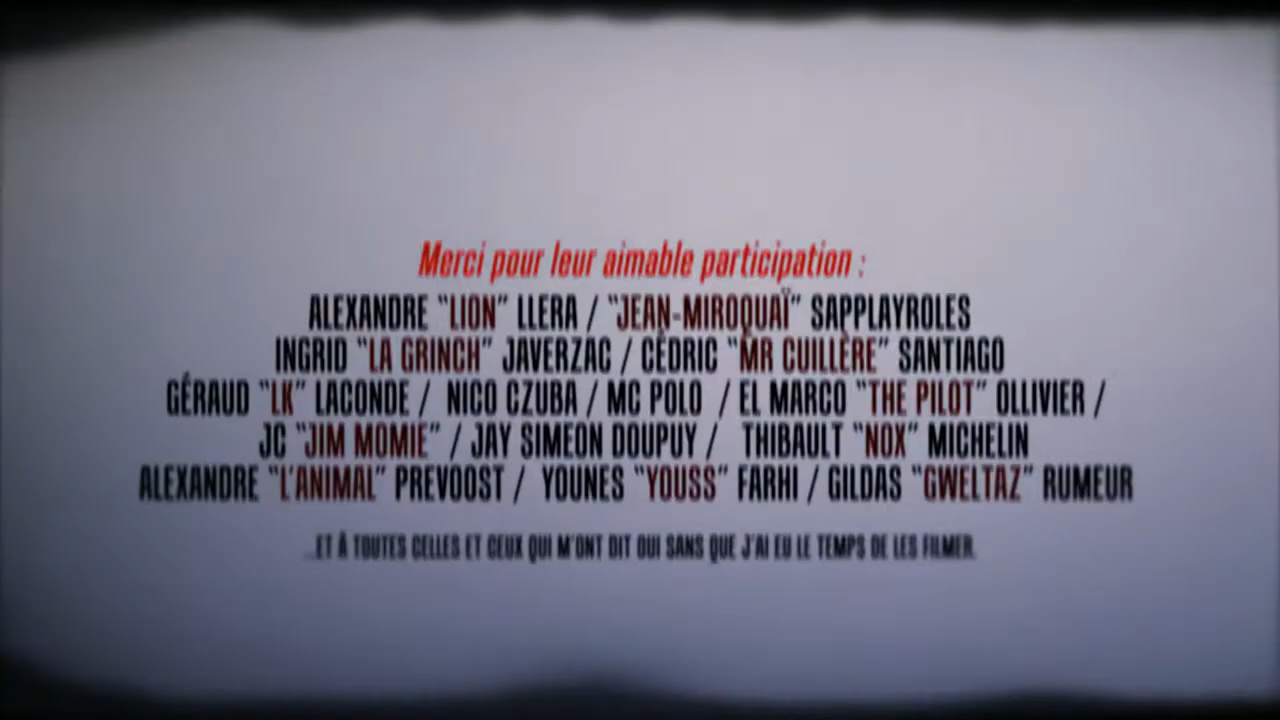 Merci pour leur aimable participation :
ALEXANDRE "LION" LLERA / "JEAN-MIROQUAÏ" SAPPLAYROLES
INGRID "LA GRINCH" JAVERZAC / CÉDRIC "MR CUILLÈRE" SANTIAGO
GÉRAUD "LK" LACONDE / NICO CZUBA / MC POLO / EL MARCO "THE PILOT" OLLIVIER /
JC "JIM MOMIE" / JAY SIMEON DOUPUY / THIBAULT "NOX" MICHELIN
ALEXANDRE "L'ANIMAL" PREVOOST / YOUNES "YOUSS" FARHI / GILDAS "GWELTAZ" RUMEUR
...ET À TOUTES CELLES ET CEUX QUI M'ONT DIT OUI SANS QUE J'AI EU LE TEMPS DE LES FILMER.